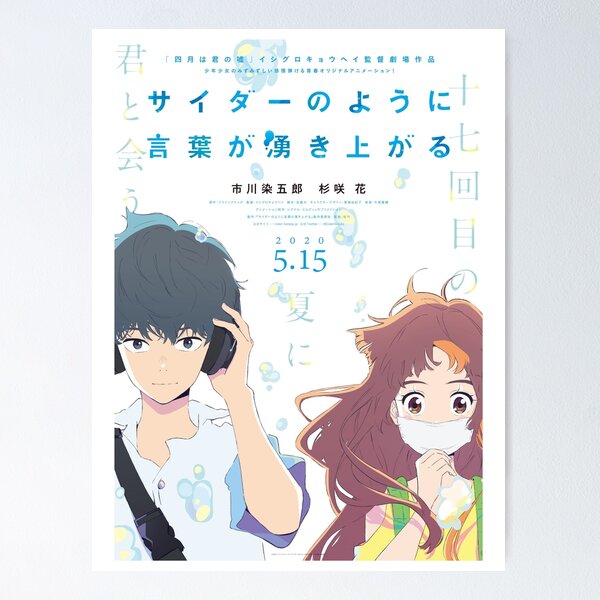 「四月は君の嘘」イシグロキョウヘイ監督劇場作品
少年少女のみずみずしい感情弾ける青春オリジナルアニメーション！
サイダーのように
言葉が湧き上がる
市川染五郎 杉咲 花
2020
5.15
十七回目の
夏に
君と会う